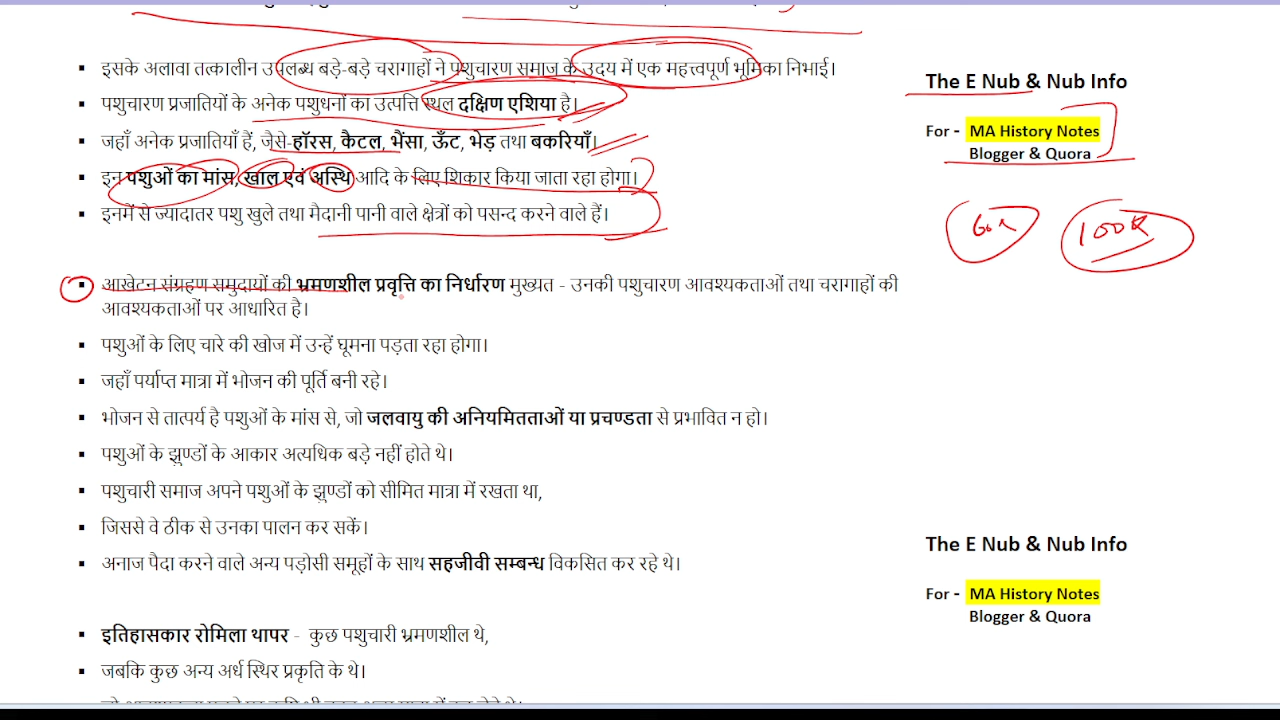 इसके अलावा तत्कालीन उपलब्ध बड़े-बड़े चरागाहों ने पशुचारण समाज के उदय में एक महत्त्वपूर्ण भूमिका निभाई।
पशुचारण प्रजातियों के अनेक पशुधनों का उत्पत्ति स्थल दक्षिण एशिया है।
जहाँ अनेक प्रजातियाँ हैं, जैसे-हॉरस, कैटल, भैंसा, ऊँट, भेड़ तथा बकरियाँ।
इन पशुओं का मांस, खाल एवं अस्थि आदि के लिए शिकार किया जाता रहा होगा।
इनमें से ज्यादातर पशु खुले तथा मैदानी पानी वाले क्षेत्रों को पसन्द करने वाले हैं।
आखेटन संग्रहण समुदायों की भ्रमणशील प्रवृत्ति का निर्धारण मुख्यत - उनकी पशुचारण आवश्यकताओं तथा चरागाहों की
आवश्यकताओं पर आधारित है।
पशुओं के लिए चारे की खोज में उन्हें घूमना पड़ता रहा होगा।
जहाँ पर्याप्त मात्रा में भोजन की पूर्ति बनी रहे।
भोजन से तात्पर्य है पशुओं के मांस से, जो जलवायु की अनियमितताओं या प्रचण्डता से प्रभावित न हो।
पशुओं के झुण्डों के आकार अत्यधिक बड़े नहीं होते थे।
पशुचारी समाज अपने पशुओं के झुण्डों को सीमित मात्रा में रखता था,
जिससे वे ठीक से उनका पालन कर सकें।
अनाज पैदा करने वाले अन्य पड़ोसी समूहों के साथ सहजीवी सम्बन्ध विकसित कर रहे थे।
इतिहासकार रोमिला थापर - कुछ पशुचारी भ्रमणशील थे,
जबकि कुछ अन्य अर्ध स्थिर प्रकृति के थे।
The E Nub & Nub Info
For - MA History Notes
Blogger & Quora
100K
The E Nub & Nub Info
For - MA History Notes
Blogger & Quora